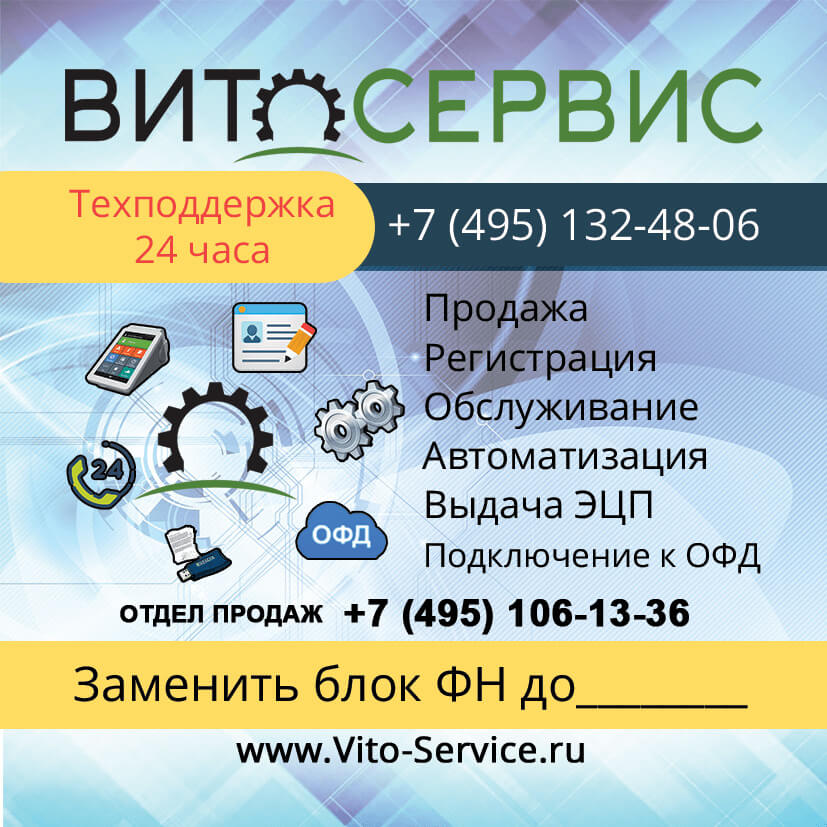 ВИТОСЕРВИС
Техподдержка
24 часа
+7 (495) 132-48-06
Продажа
Регистрация
Обслуживание
Автоматизация
Выдача ЭЦП
Подключение к ОФД
24
ОФД
ОТДЕЛ ПРОДАЖ +7 (495) 106-13-36
Заменить блок ФН до________
www.Vito-Service.ru